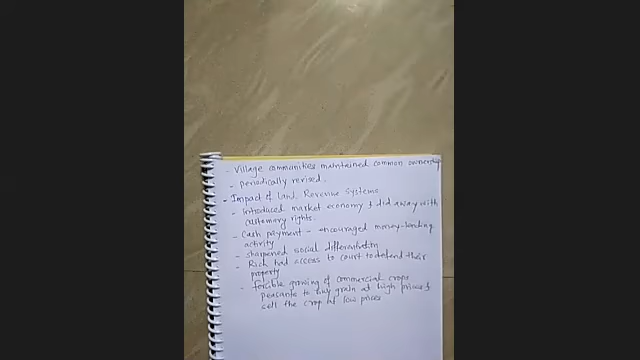 - Village communities maintained common ownership
- periodically revised.
- Impact of Land Revenue Systems
- Introduced market economy & did away with
customary rights.
- Cash payment - encouraged money-lending
activity
- sharpened social differentiation
- Rich had access to court to defend their
property
- forcible growing of commercial crops
peasants to buy grain at high prices &
sell the crop at low prices